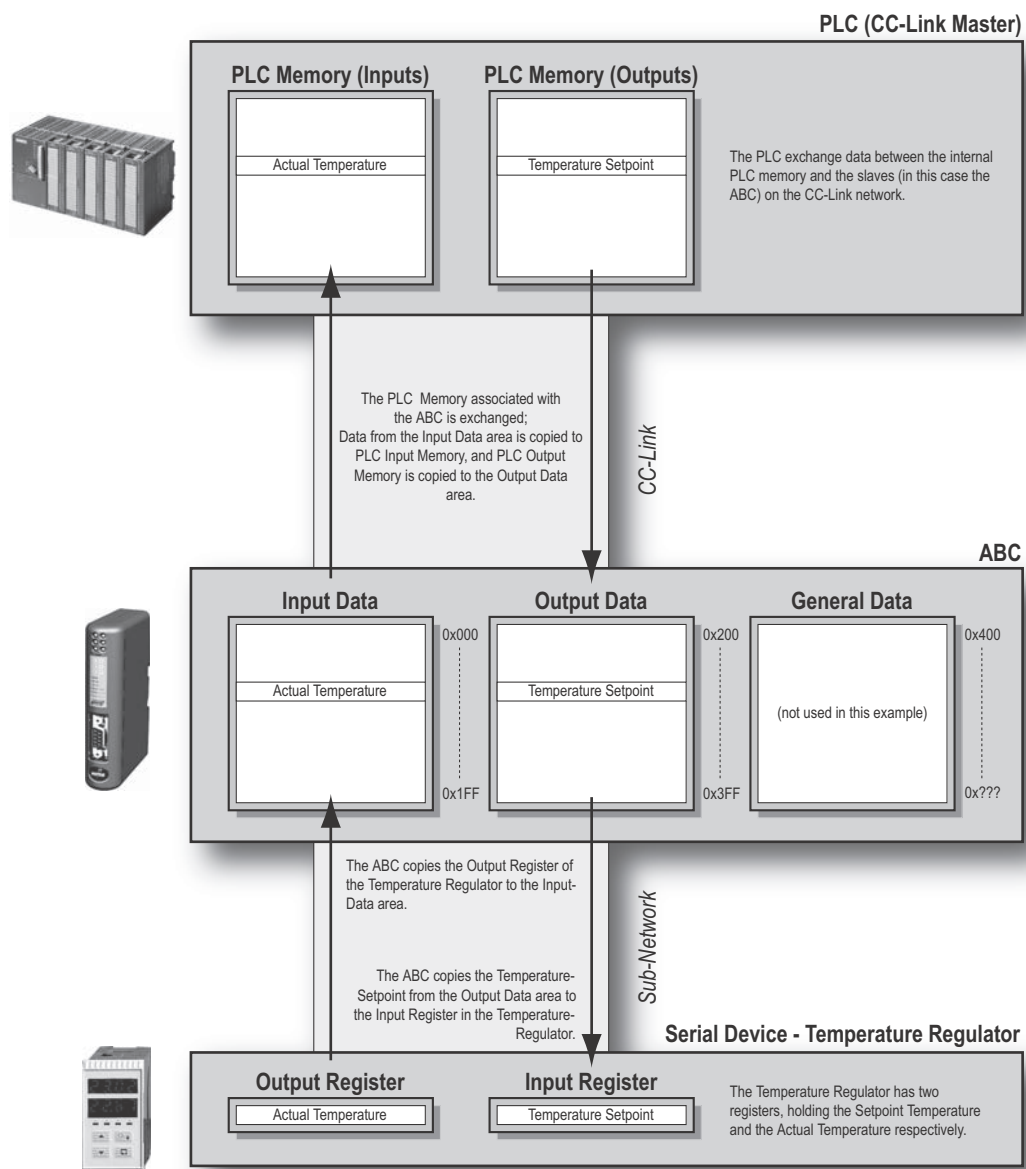 PLC (CC-Link Master)
PLC Memory (Inputs)
PLC Memory (Outputs)
Actual Temperature
Temperature Setpoint
The PLC exchange data between the internal
PLC memory and the slaves (in this case the
ABC) on the CC-Link network.
The PLC Memory associated with
the ABC is exchanged;
Data from the Input Data area is copied to
PLC Input Memory, and PLC Output
Memory is copied to the Output Data
area.
CC-Link
ABC
Input Data
Output Data
General Data
0x000
0x200
0x400
Actual Temperature
Temperature Setpoint
(not used in this example)
0x1FF
0x3FF
0x???
The ABC copies the Output Register of
the Temperature Regulator to the Input-
Data area.
The ABC copies the Temperature-
Setpoint from the Output Data area to
the Input Register in the Temperature-
Regulator.
Sub-Network
Serial Device - Temperature Regulator
Output Register
Input Register
Actual Temperature
Temperature Setpoint
The Temperature Regulator has two
registers, holding the Setpoint Temperature
and the Actual Temperature respectively.